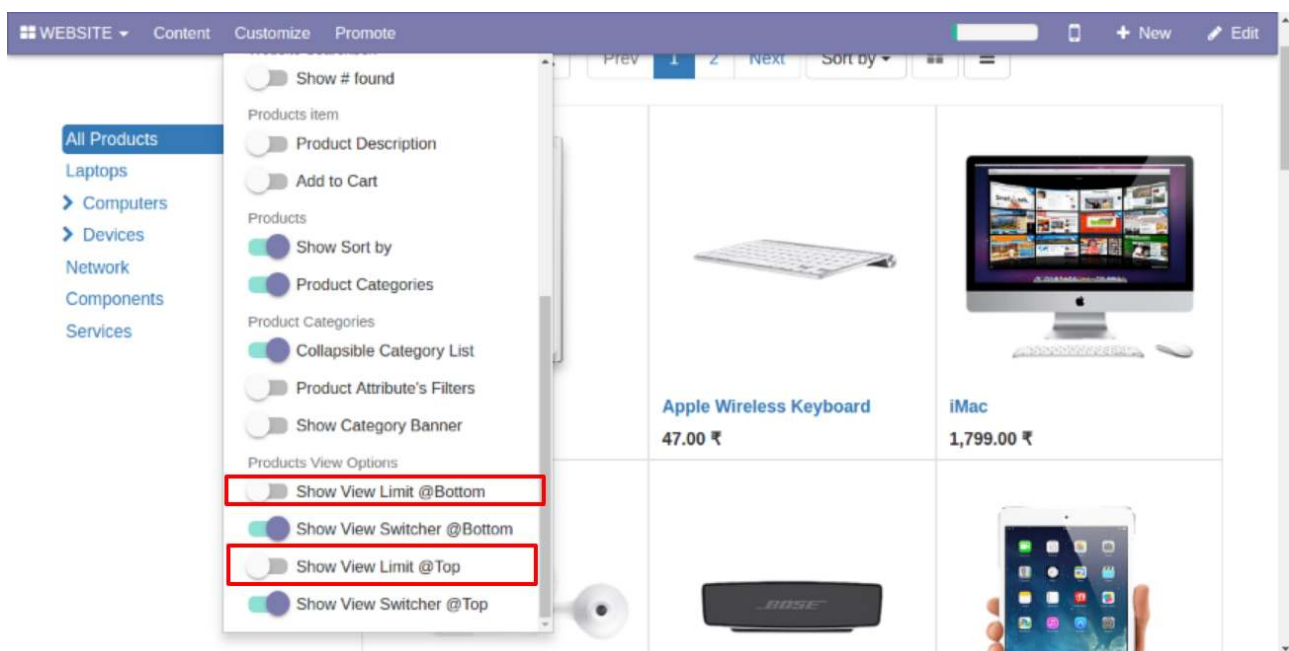 WEBSITE Content Customize Promote New Edit
Show # found
Prev 1 2 Next Sort by
Products item
Product Description
Add to Cart
Products
Show Sort by
Product Categories
Product Categories
Collapsible Category List
Product Attribute's Filters
Show Category Banner
Products View Options
Show View Limit @Bottom
Show View Switcher @Bottom
Show View Limit @Top
Show View Switcher @Top
All Products
Laptops
Computers
Devices
Network
Components
Services
Apple Wireless Keyboard
47.00 ₹
iMac
1,799.00 ₹
BOSE